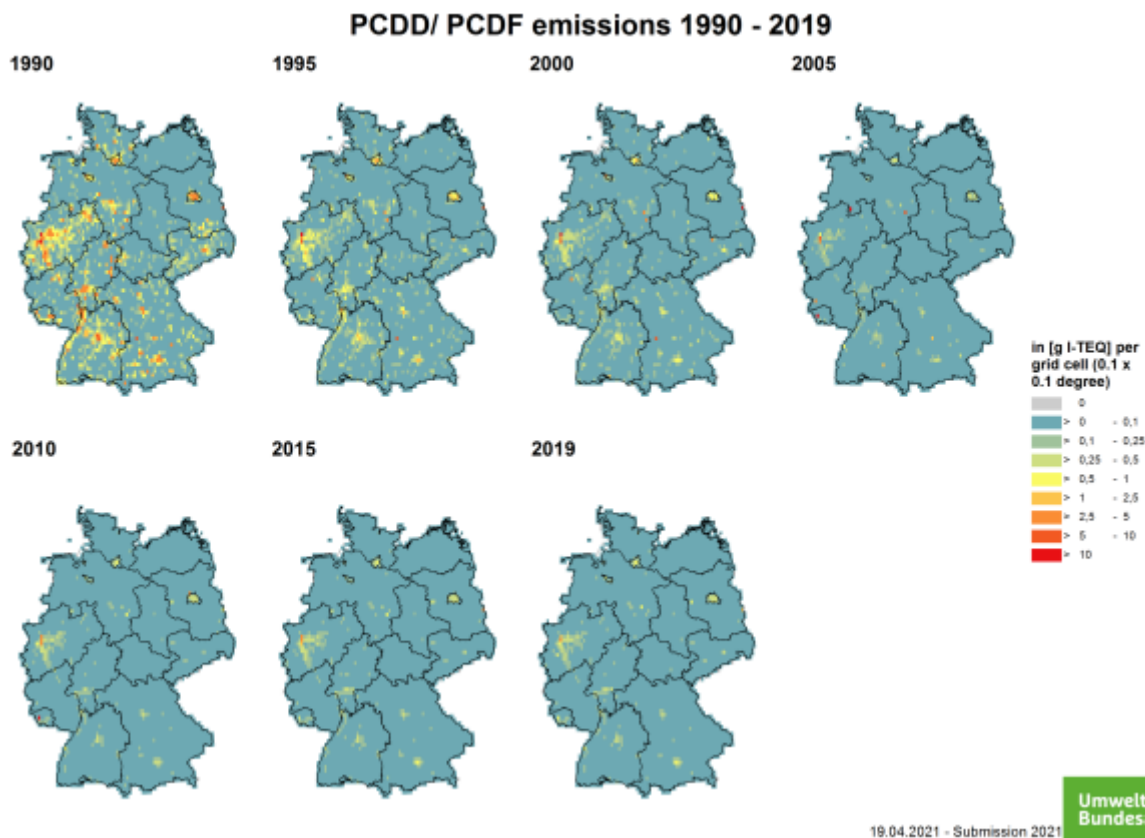 PCDD/ PCDF emissions 1990 - 2019
1990
1995
2000
2005
in [g I-TEQ] per
grid cell (0.1 x
0.1 degree)
0
> 0 - 0,1
> 0,1 - 0,25
> 0,25 - 0,5
> 0,5 - 1
> 1 - 2,5
> 2,5 - 5
> 5 - 10
> 10
2010
2015
2019
Umwelt
Bundes
19.04.2021 - Submission 2021